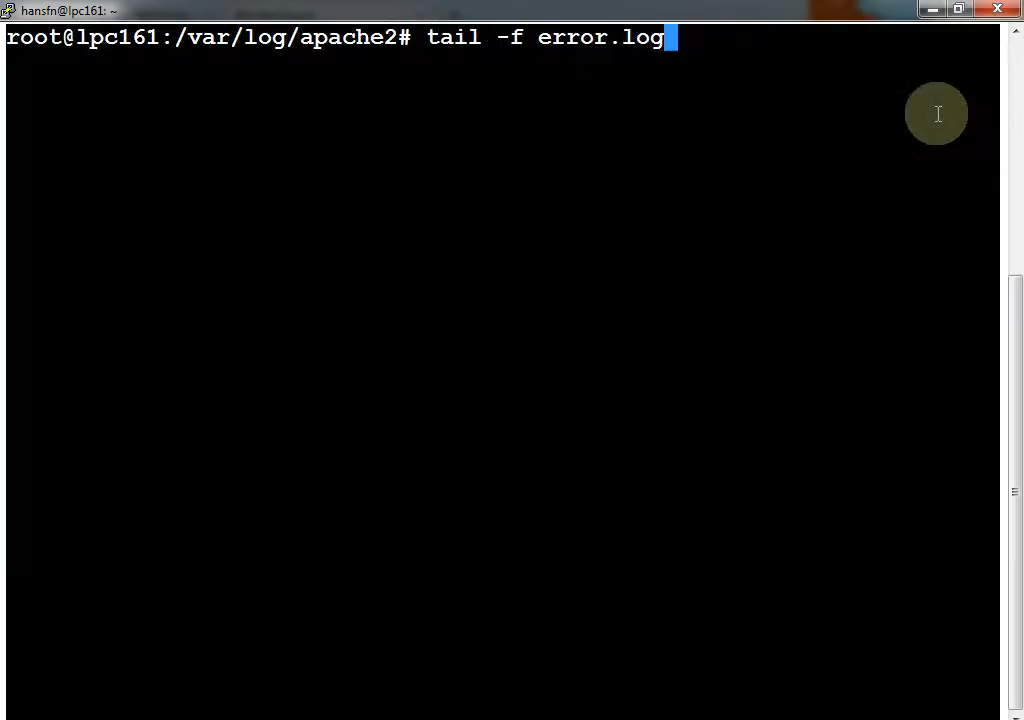 hansfn@lpc161: ~
root@lpc161:/var/log/apache2# tail -f error.log